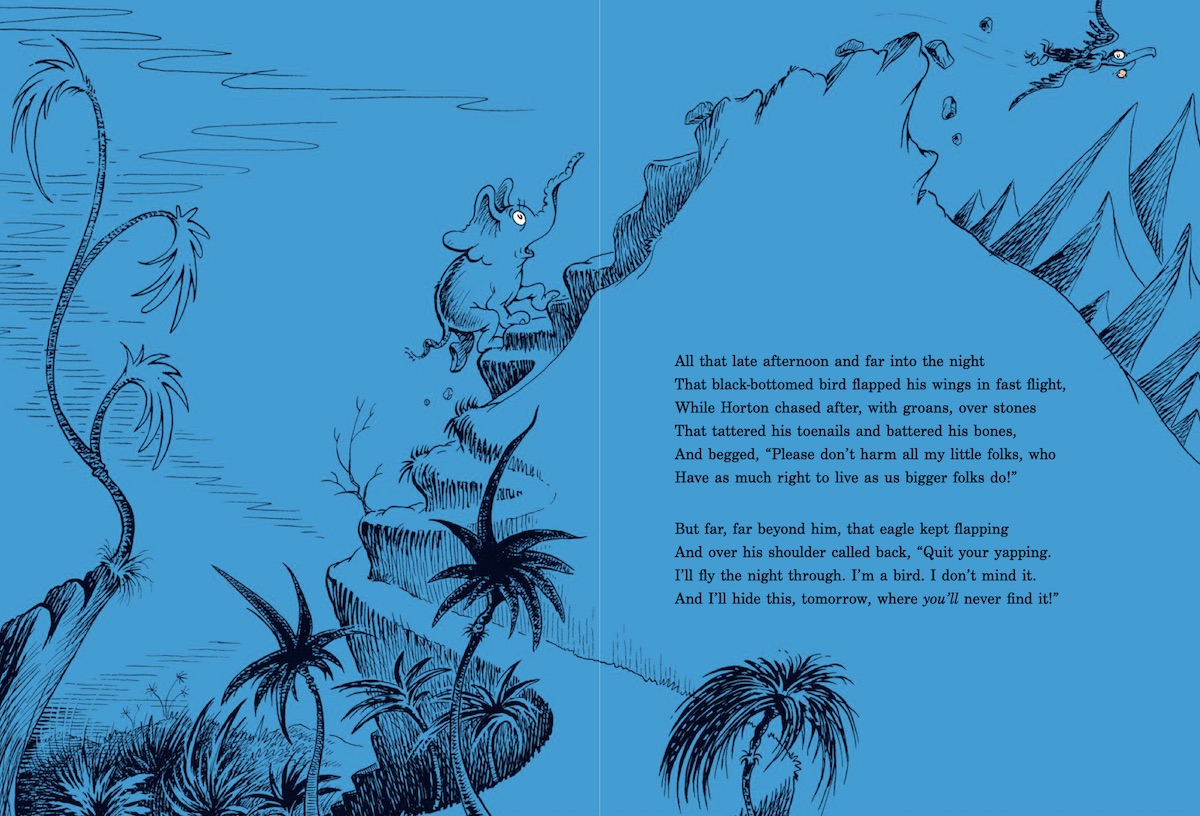 All that late afternoon and far into the night
That black-bottomed bird flapped his wings in fast flight,
While Horton chased after, with groans, over stones
That tattered his toenails and battered his bones,
And begged, “Please don’t harm all my little folks, who
Have as much right to live as us bigger folks do!”
But far, far beyond him, that eagle kept flapping
And over his shoulder called back, “Quit your yapping.
I’ll fly the night through. I’m a bird. I don’t mind it.
And I’ll hide this, tomorrow, where you’ll never find it!”